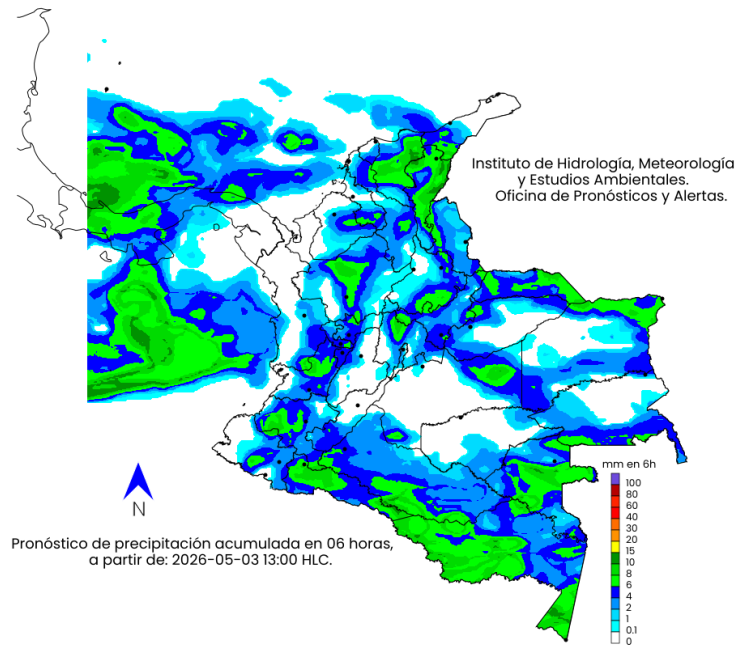 Instituto de Hidrología, Meteorología
y Estudios Ambientales.
Oficina de Pronósticos y Alertas.
mm en 6h
100
80
60
40
30
20
15
10
8
6
4
2
1
0.1
0
N
Pronóstico de precipitación acumulada en 06 horas,
a partir de: 2026-05-03 13:00 HLC.